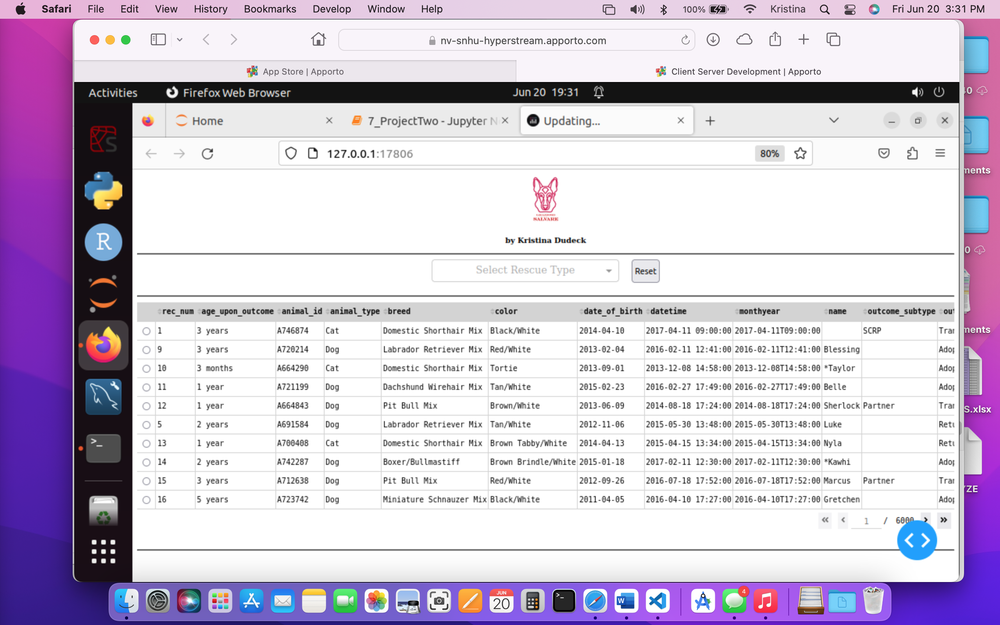 Safari File Edit View History Bookmarks Develop Window Help 100% Kristina Fri Jun 20 3:31 PM
nv-snhu-hyperstream.apporto.com
App Store | Apporto Client Server Development | Apporto
Activities Firefox Web Browser Jun 20 19:31
Home 7_ProjectTwo - Jupyter N Updating...
127.0.0.1:17806 80%
GRAZIOSO
SALVARE
by Kristina Dudeck
Select Rescue Type Reset
rec_num age_upon_outcome animal_id animal_type breed color date_of_birth datetime monthyear name outcome_subtype out
1 3 years A746874 Cat Domestic Shorthair Mix Black/White 2014-04-10 2017-04-11 09:00:00 2017-04-11T09:00:00 SCRP Tran
9 3 years A720214 Dog Labrador Retriever Mix Red/White 2013-02-04 2016-02-11 12:41:00 2016-02-11T12:41:00 Blessing Adop
10 3 months A664290 Cat Domestic Shorthair Mix Tortie 2013-09-01 2013-12-08 14:58:00 2013-12-08T14:58:00 *Taylor Adop
11 1 year A721199 Dog Dachshund Wirehair Mix Tan/White 2015-02-23 2016-02-27 17:49:00 2016-02-27T17:49:00 Belle Adop
12 1 year A664843 Dog Pit Bull Mix Brown/White 2013-06-09 2014-08-18 17:24:00 2014-08-18T17:24:00 Sherlock Partner Tran
5 2 years A691584 Dog Labrador Retriever Mix Tan/White 2012-11-06 2015-05-30 13:48:00 2015-05-30T13:48:00 Luke Retu
13 1 year A700408 Cat Domestic Shorthair Mix Brown Tabby/White 2014-04-13 2015-04-15 13:34:00 2015-04-15T13:34:00 Nyla Retu
14 2 years A742287 Dog Boxer/Bullmastiff Brown Brindle/White 2015-01-18 2017-02-11 12:30:00 2017-02-11T12:30:00 *Kawhi Adop
15 3 years A712638 Dog Pit Bull Mix Red/White 2012-09-26 2016-07-18 17:52:00 2016-07-18T17:52:00 Marcus Partner Tran
16 5 years A723742 Dog Miniature Schnauzer Mix Black/White 2011-04-05 2016-04-10 17:27:00 2016-04-10T17:27:00 Gretchen Adop
1 / 6000
ments
ments
S.xlsx
YZE
JUN
20
4